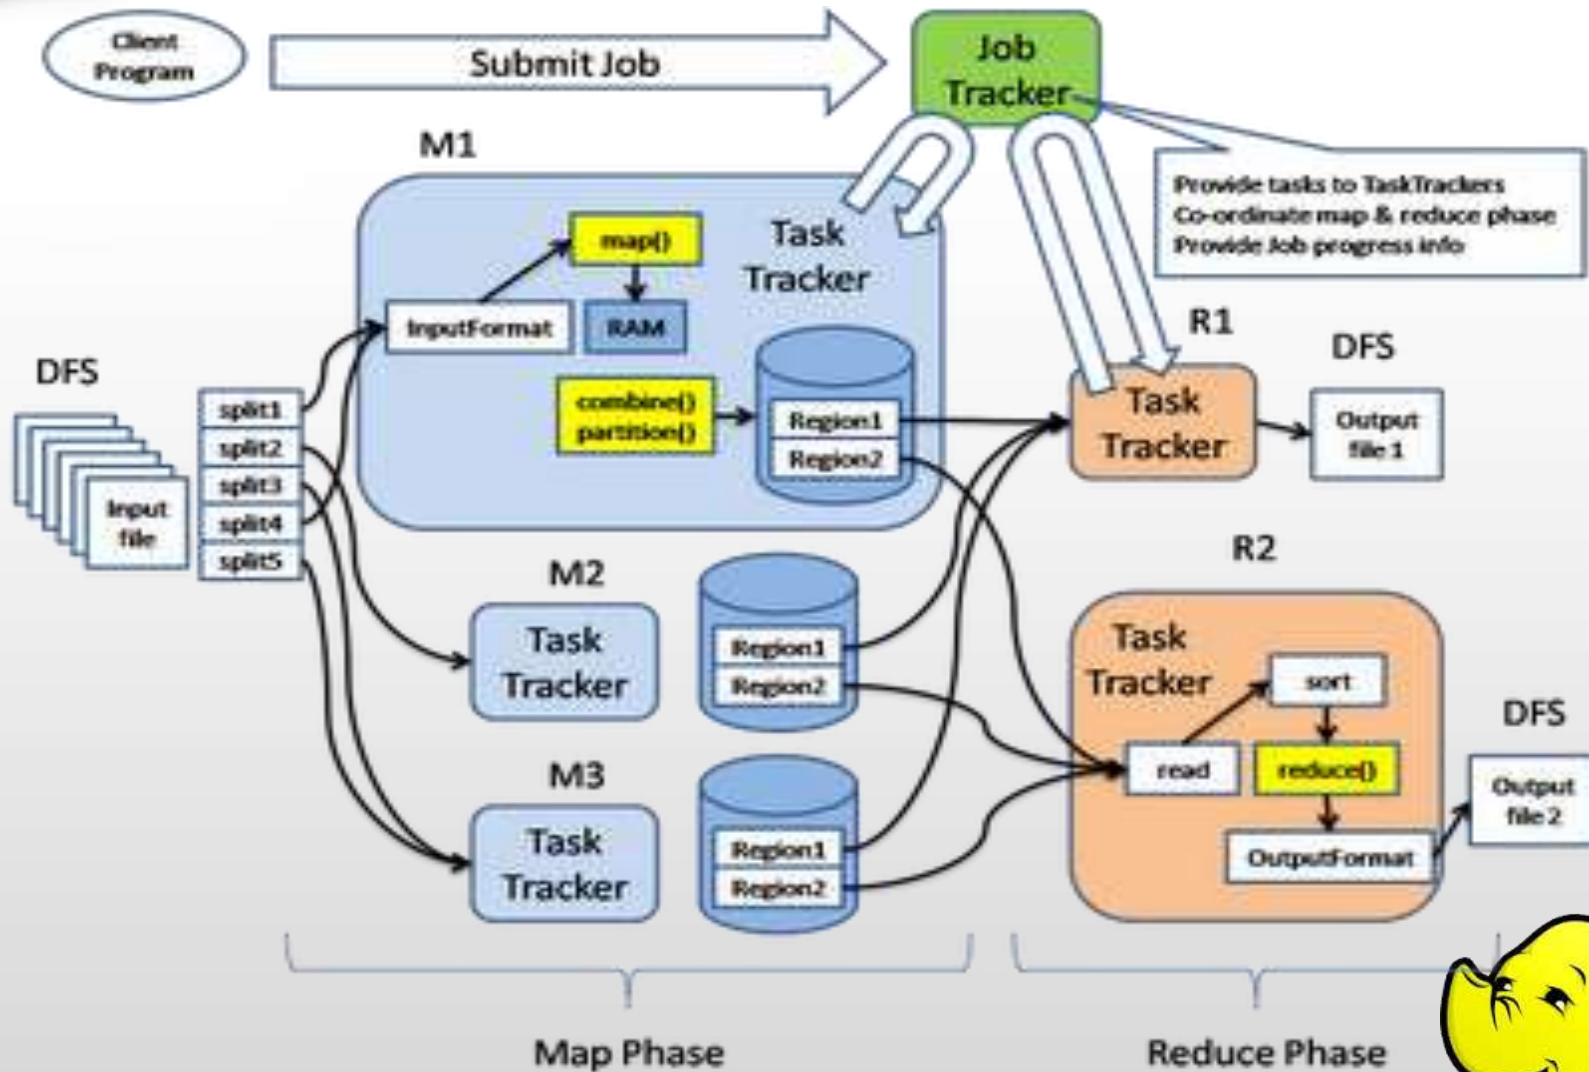 Client
Program
Submit Job
Job
Tracker
Provide tasks to TaskTrackers
Co-ordinate map & reduce phase
Provide Job progress info
M1
map()
Task
Tracker
InputFormat
RAM
combine()
partition()
Region1
Region2
DFS
Input
file
split1
split2
split3
split4
split5
M2
Task
Tracker
Region1
Region2
M3
Task
Tracker
Region1
Region2
R1
Task
Tracker
DFS
Output
file 1
R2
Task
Tracker
sort
read
reduce()
OutputFormat
DFS
Output
file 2
Map Phase
Reduce Phase